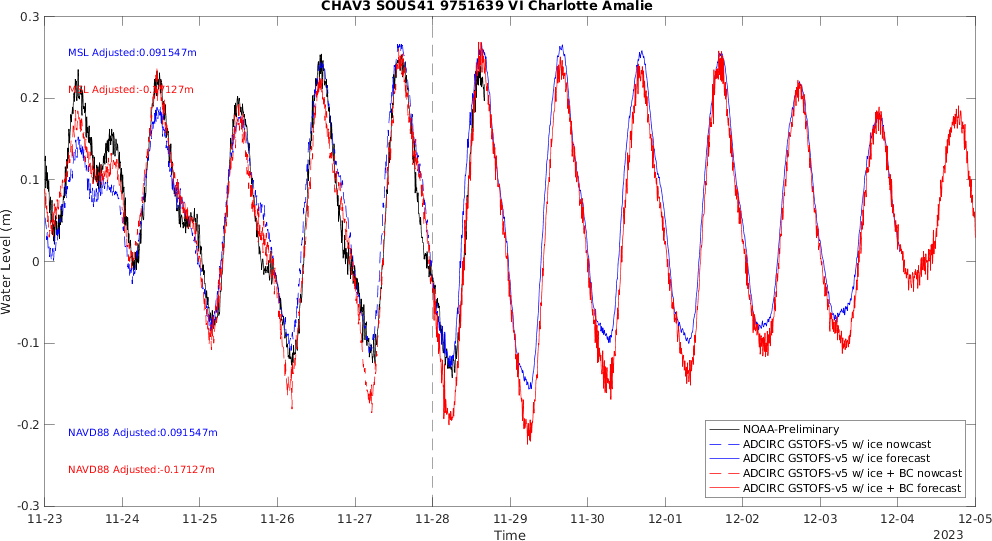 CHAV3 SOUS41 9751639 VI Charlotte Amalie
0.3
0.2
0.1
0
-0.1
-0.2
-0.3
Water Level (m)
MSL Adjusted:0.091547m
Adjusted:-0.17127m
NAVD88 Adjusted:0.091547m
NAVD88 Adjusted:-0.17127m
NOAA-Preliminary
ADCIRC GSTOFS-v5 w/ ice nowcast
ADCIRC GSTOFS-v5 w/ ice forecast
ADCIRC GSTOFS-v5 w/ ice + BC nowcast
ADCIRC GSTOFS-v5 w/ ice + BC forecast
11-23 11-24 11-25 11-26 11-27 11-28 11-29 11-30 12-01 12-02 12-03 12-04 12-05
Time
2023